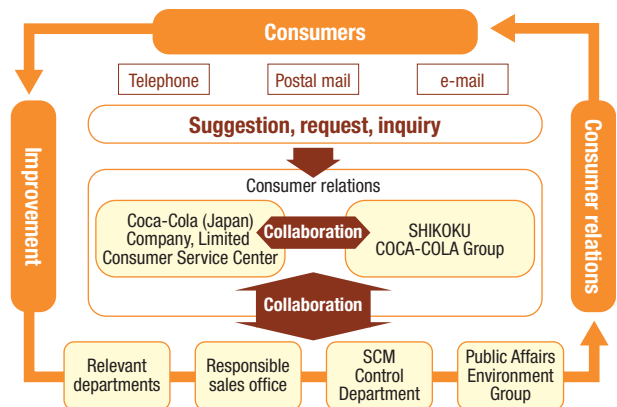 Consumers
Telephone
Postal mail
e-mail
Suggestion, request, inquiry
Improvement
Consumer relations
Consumer relations
Coca-Cola (Japan)
Company, Limited
Consumer Service Center
Collaboration
SHIKOKU
COCA-COLA Group
Collaboration
Relevant
departments
Responsible
sales office
SCM
Control
Department
Public Affairs
Environment
Group